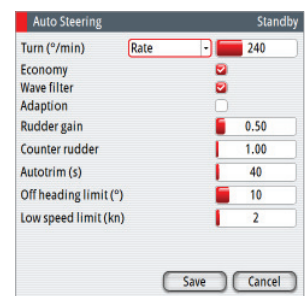 Auto Steering Standby
Turn (°/min) Rate 240
Economy
Wave filter
Adaption
Rudder gain 0.50
Counter rudder 1.00
Autotrim (s) 40
Off heading limit (°) 10
Low speed limit (kn) 2
Save Cancel